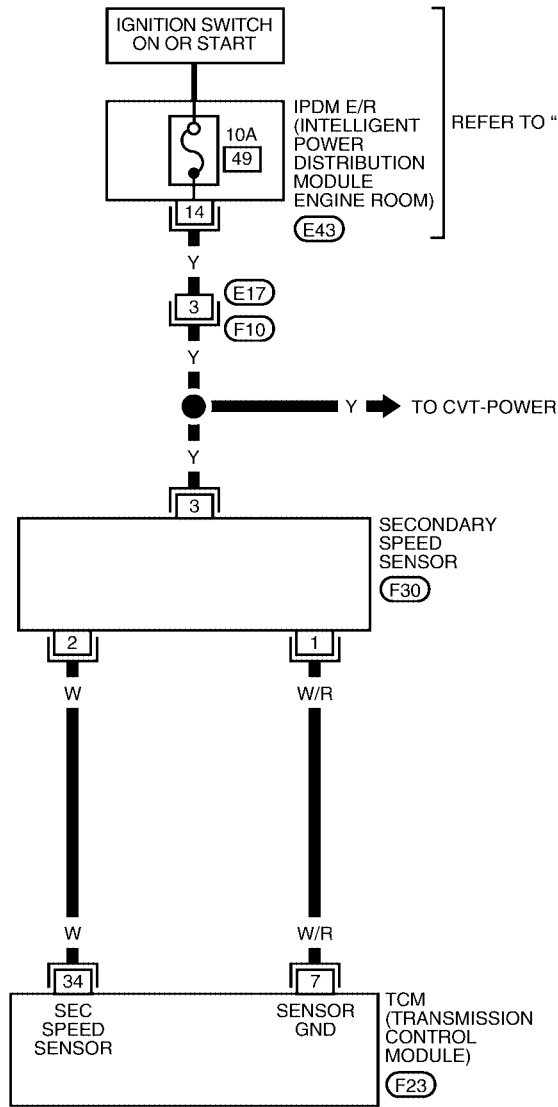 IGNITION SWITCH
ON OR START
IPDM E/R
(INTELLIGENT
POWER
DISTRIBUTION
MODULE
ENGINE ROOM)
E43
REFER TO "
10A
49
14
Y
3
E17
F10
Y
Y
TO CVT-POWER
Y
3
SECONDARY
SPEED
SENSOR
F30
2
1
W
W/R
W
W/R
34
7
SEC
SPEED
SENSOR
SENSOR
GND
TCM
(TRANSMISSION
CONTROL
MODULE)
F23